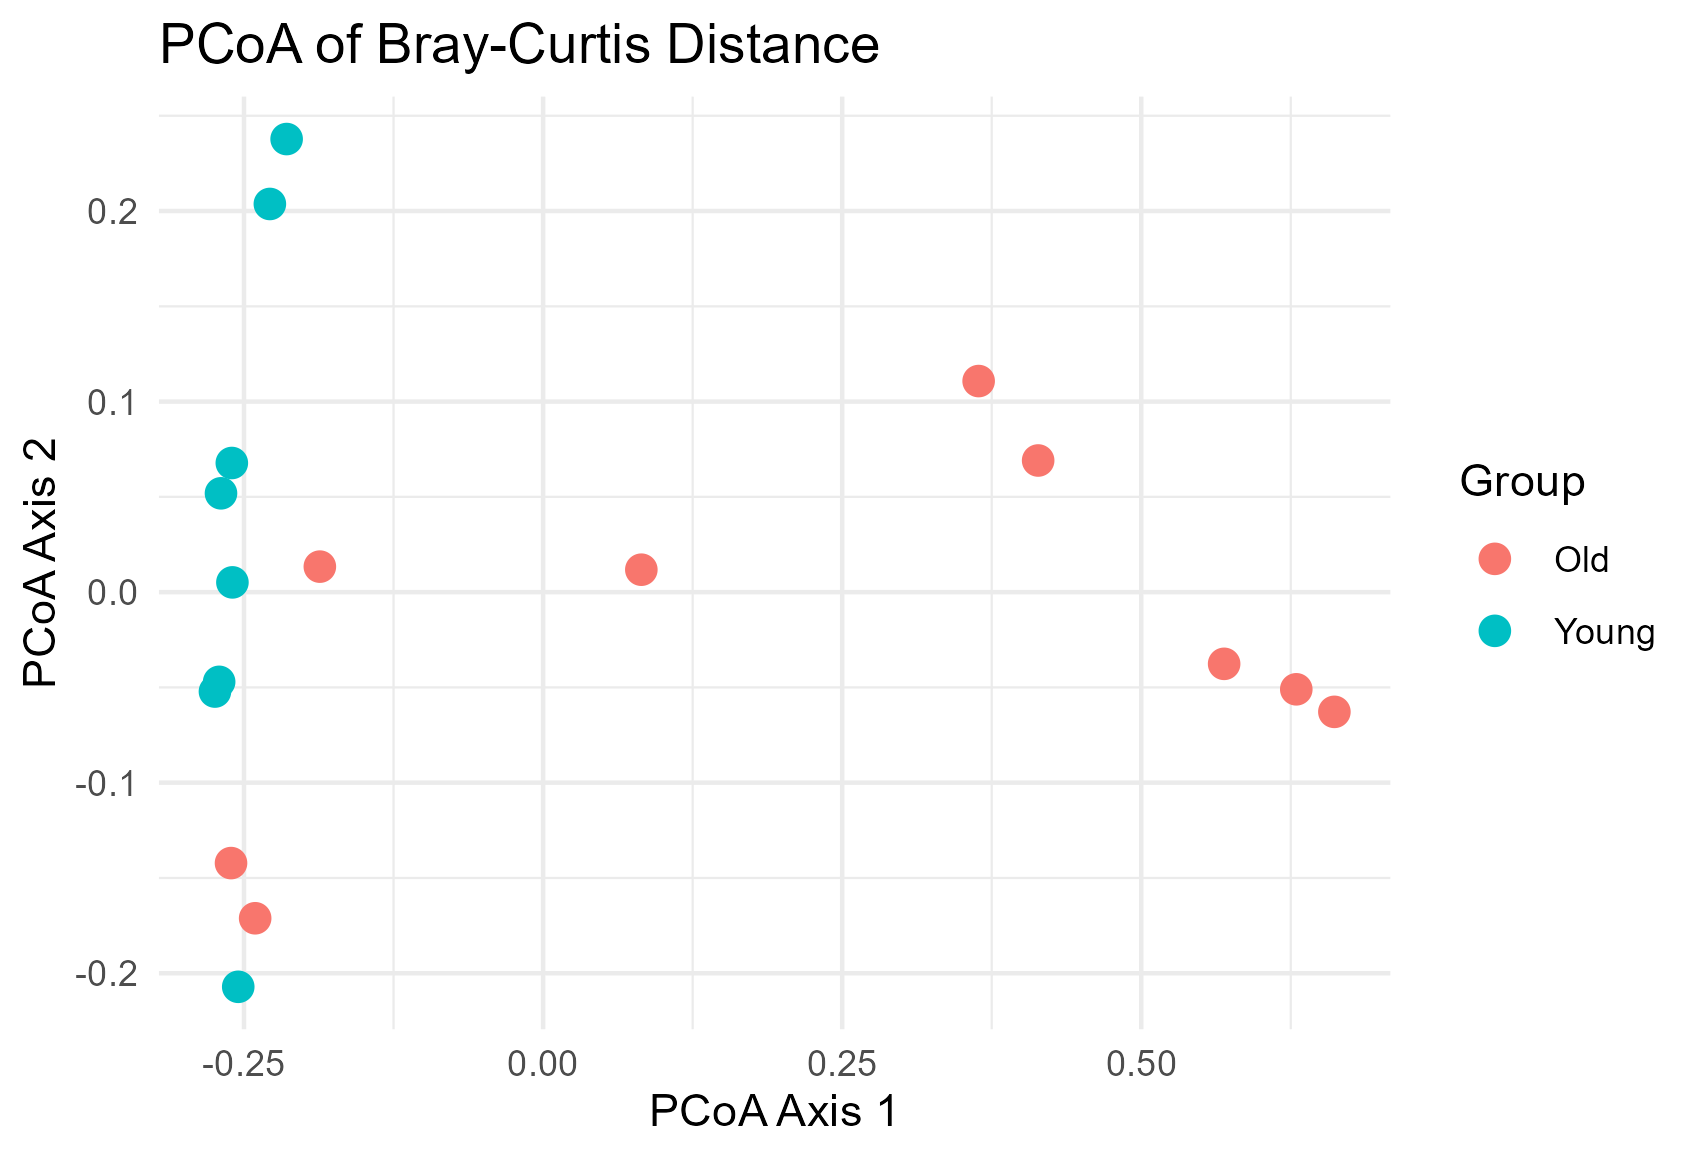 PCoA of Bray-Curtis Distance
0.2
0.1
0.0
-0.1
-0.2
PCoA Axis 2
-0.25 0.00 0.25 0.50
PCoA Axis 1
Group
Old
Young